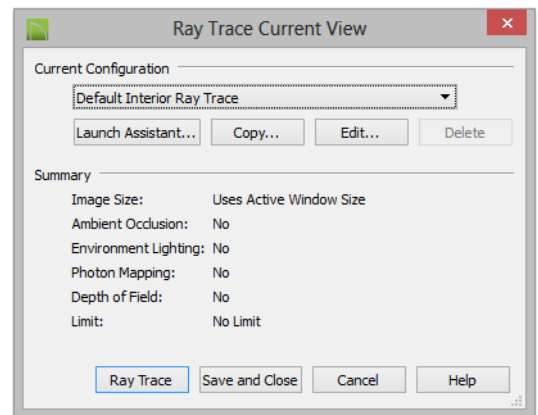 Ray Trace Current View
Current Configuration
Default Interior Ray Trace
Launch Assistant... Copy... Edit... Delete
Summary
Image Size: Uses Active Window Size
Ambient Occlusion: No
Environment Lighting: No
Photon Mapping: No
Depth of Field: No
Limit: No Limit
Ray Trace Save and Close Cancel Help